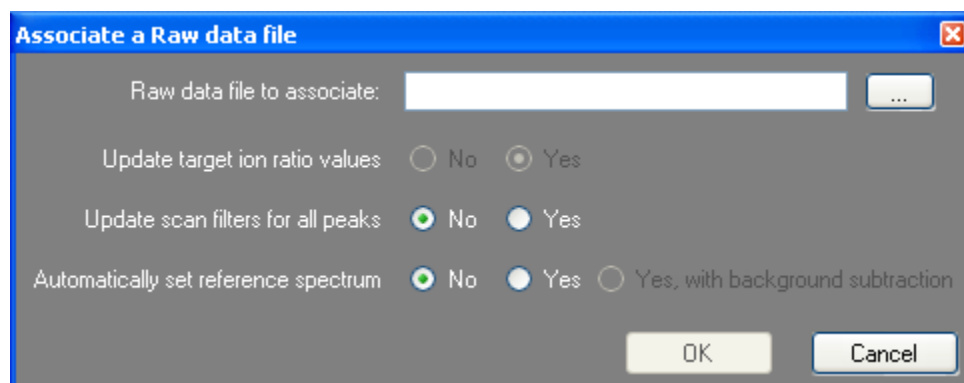 Associate a Raw data file
Raw data file to associate: ...
Update target ion ratio values No Yes
Update scan filters for all peaks No Yes
Automatically set reference spectrum No Yes Yes, with background subtraction
OK Cancel